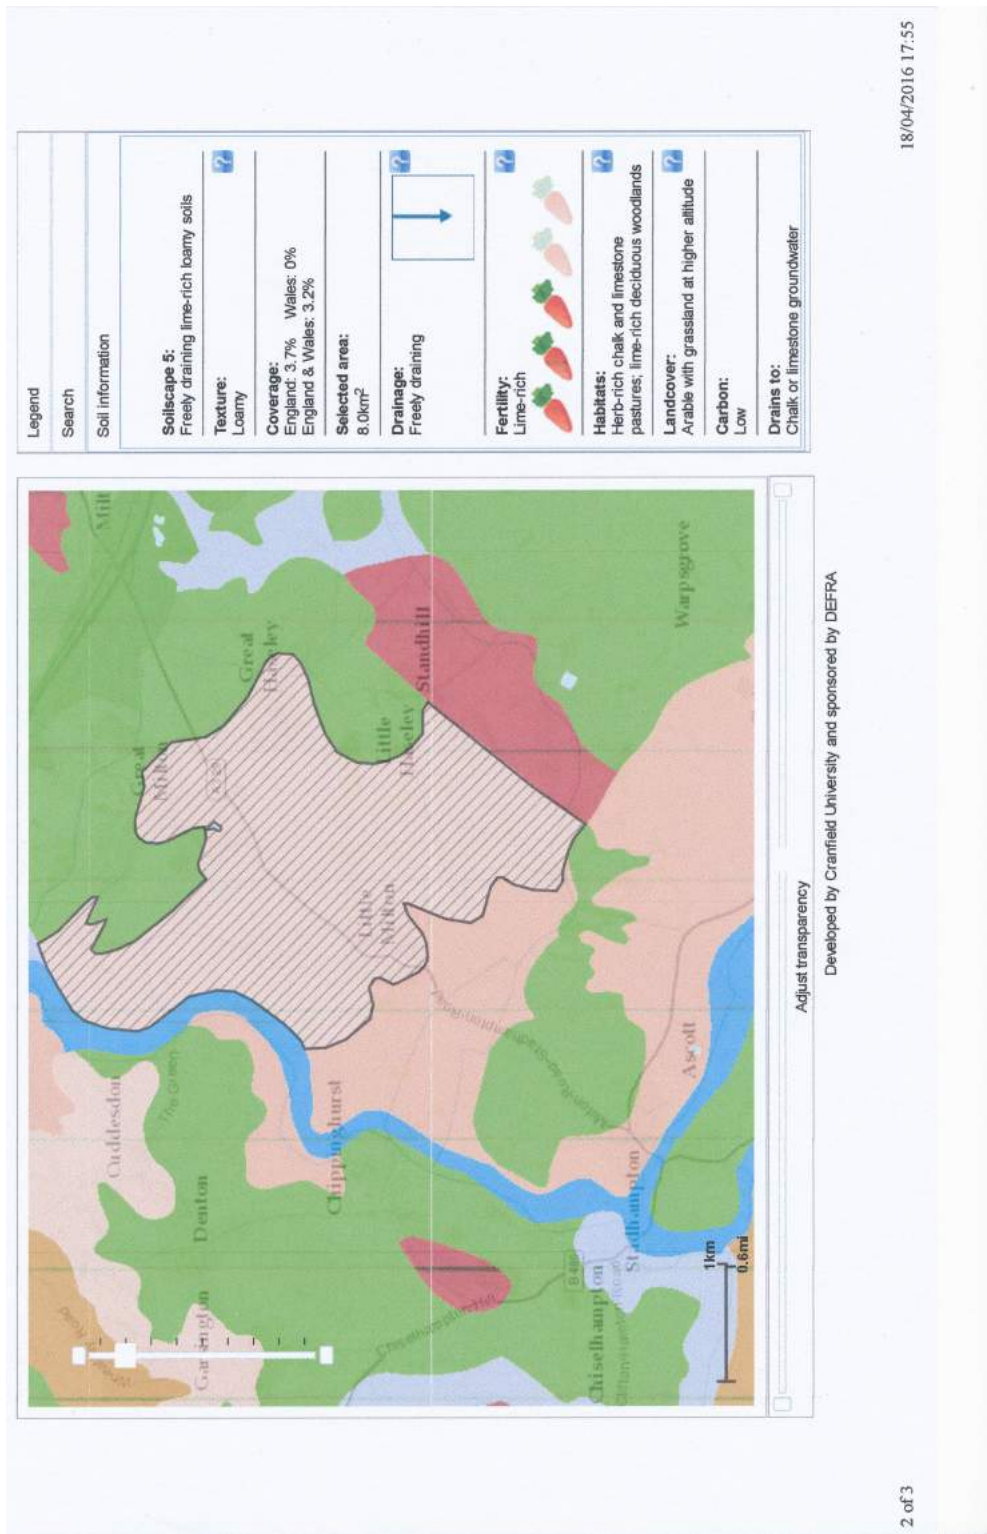 18/04/2016 17:55
Legend
Search
Soil information
Soilscape 5:
Freely draining lime-rich loamy soils
Texture:
Loamy
?
Coverage:
England: 3.7% Wales: 0%
England & Wales: 3.2%
Selected area:
8.0km²
Drainage:
Freely draining
?
Fertility:
Lime-rich
?
Habitats:
Herb-rich chalk and limestone
pastures; lime-rich deciduous woodlands
?
Landcover:
Arable with grassland at higher altitude
?
Carbon:
Low
Drains to:
Chalk or limestone groundwater
Milt
Great
Haseley
Great
Milton
Standhill
Little
Haseley
Warpsgrove
Little
Milton
Cuddesdon
The Green
Denton
Garsington
Chippinghurst
Chiselhampton Hill
Ascott
Stadhampton
Chiselhampton
1km
0.6mi
Adjust transparency
Developed by Cranfield University and sponsored by DEFRA
2 of 3